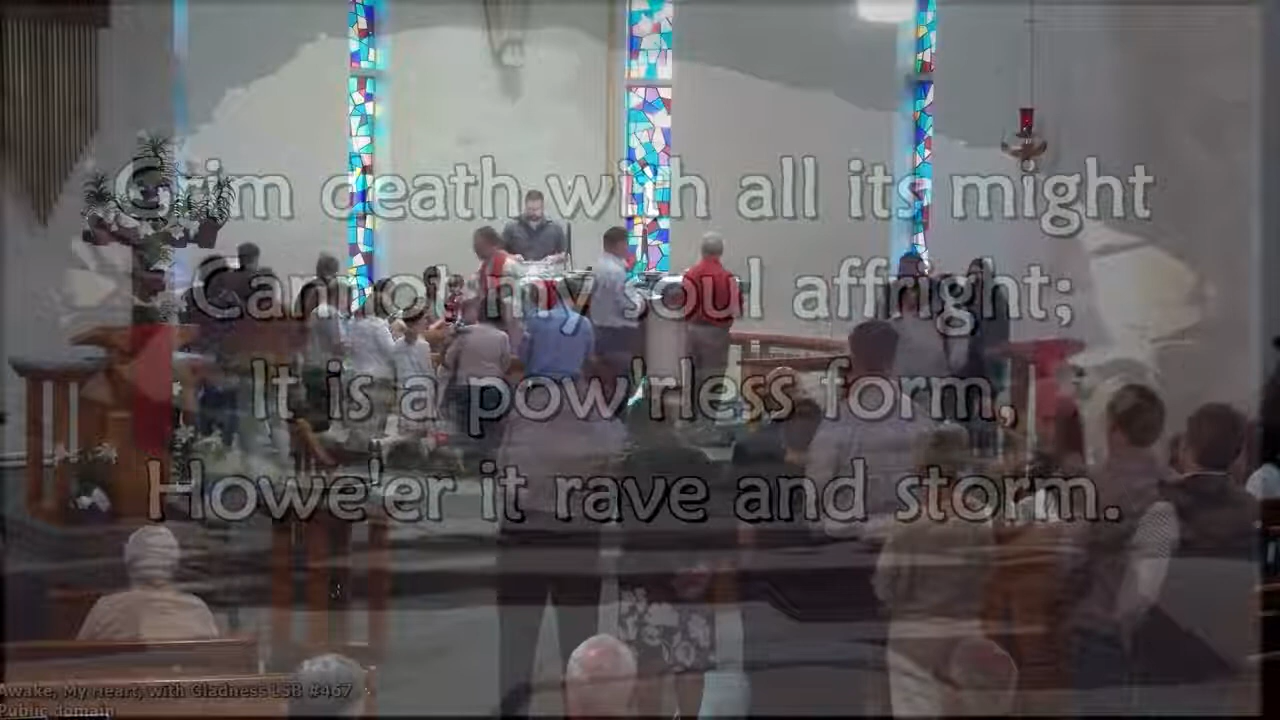 Grim death with all its might
Cannot my soul affright;
It is a pow'rless form,
Howe'er it rave and storm.
Awake, My Heart, with Gladness LSB #467
Public domain